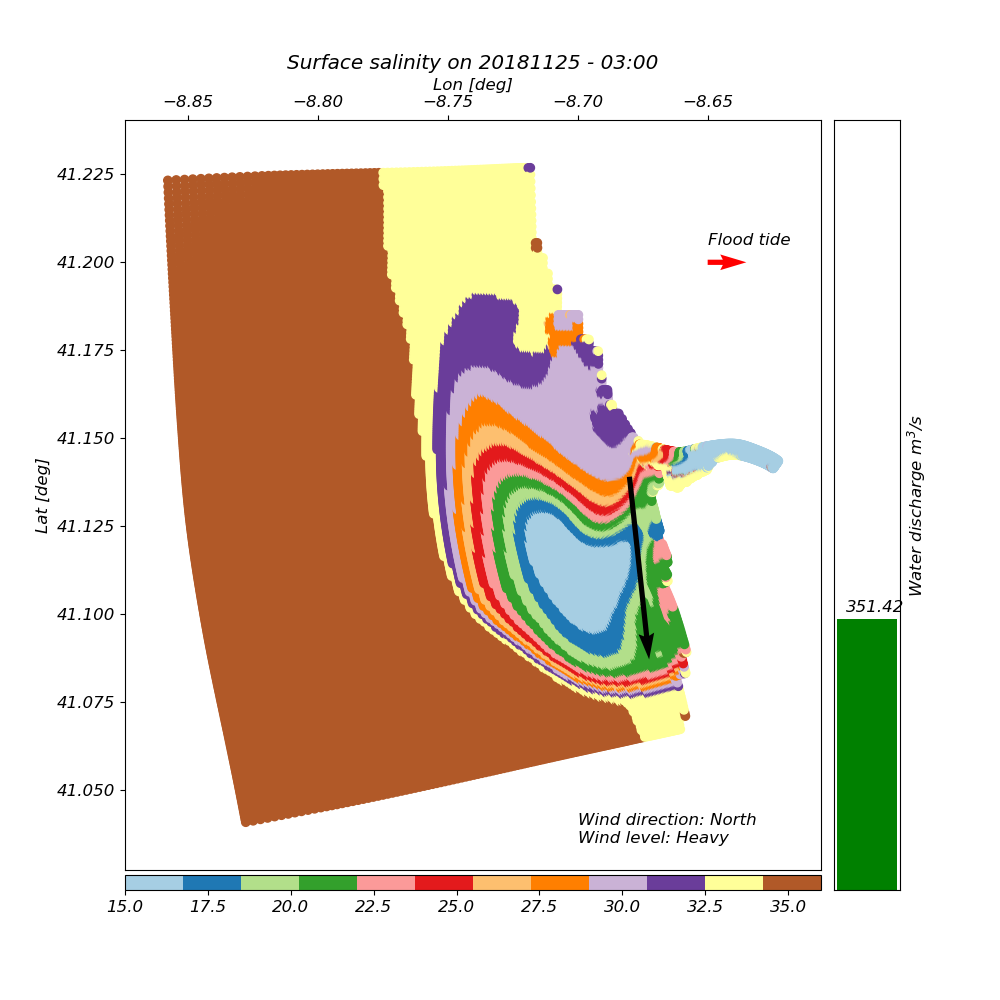 Surface salinity on 20181125 - 03:00
Lon [deg]
−8.85 −8.80 −8.75 −8.70 −8.65
41.225
41.200
41.175
41.150
41.125
41.100
41.075
41.050
Lat [deg]
Flood tide
Wind direction: North
Wind level: Heavy
15.0 17.5 20.0 22.5 25.0 27.5 30.0 32.5 35.0
351.42
Water discharge m³/s